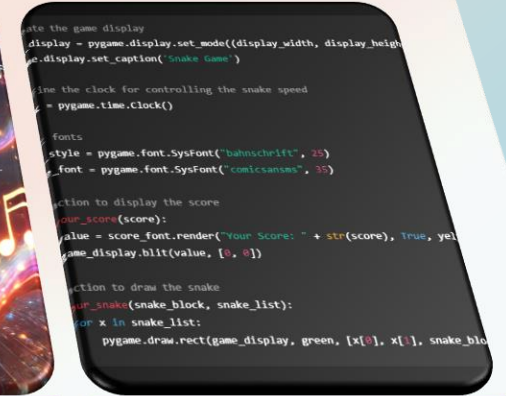 ate the game display
display = pygame.display.set_mode((display_width, display_heigh
e.display.set_caption('Snake Game')
ine the clock for controlling the snake speed
= pygame.time.Clock()
fonts
style = pygame.font.SysFont("bahnschrift", 25)
_font = pygame.font.SysFont("comicsansms", 35)
ction to display the score
our_score(score):
value = score_font.render("Your Score: " + str(score), True, yel
game_display.blit(value, [0, 0])
ction to draw the snake
ur_snake(snake_block, snake_list):
for x in snake_list:
pygame.draw.rect(game_display, green, [x[0], x[1], snake_blo